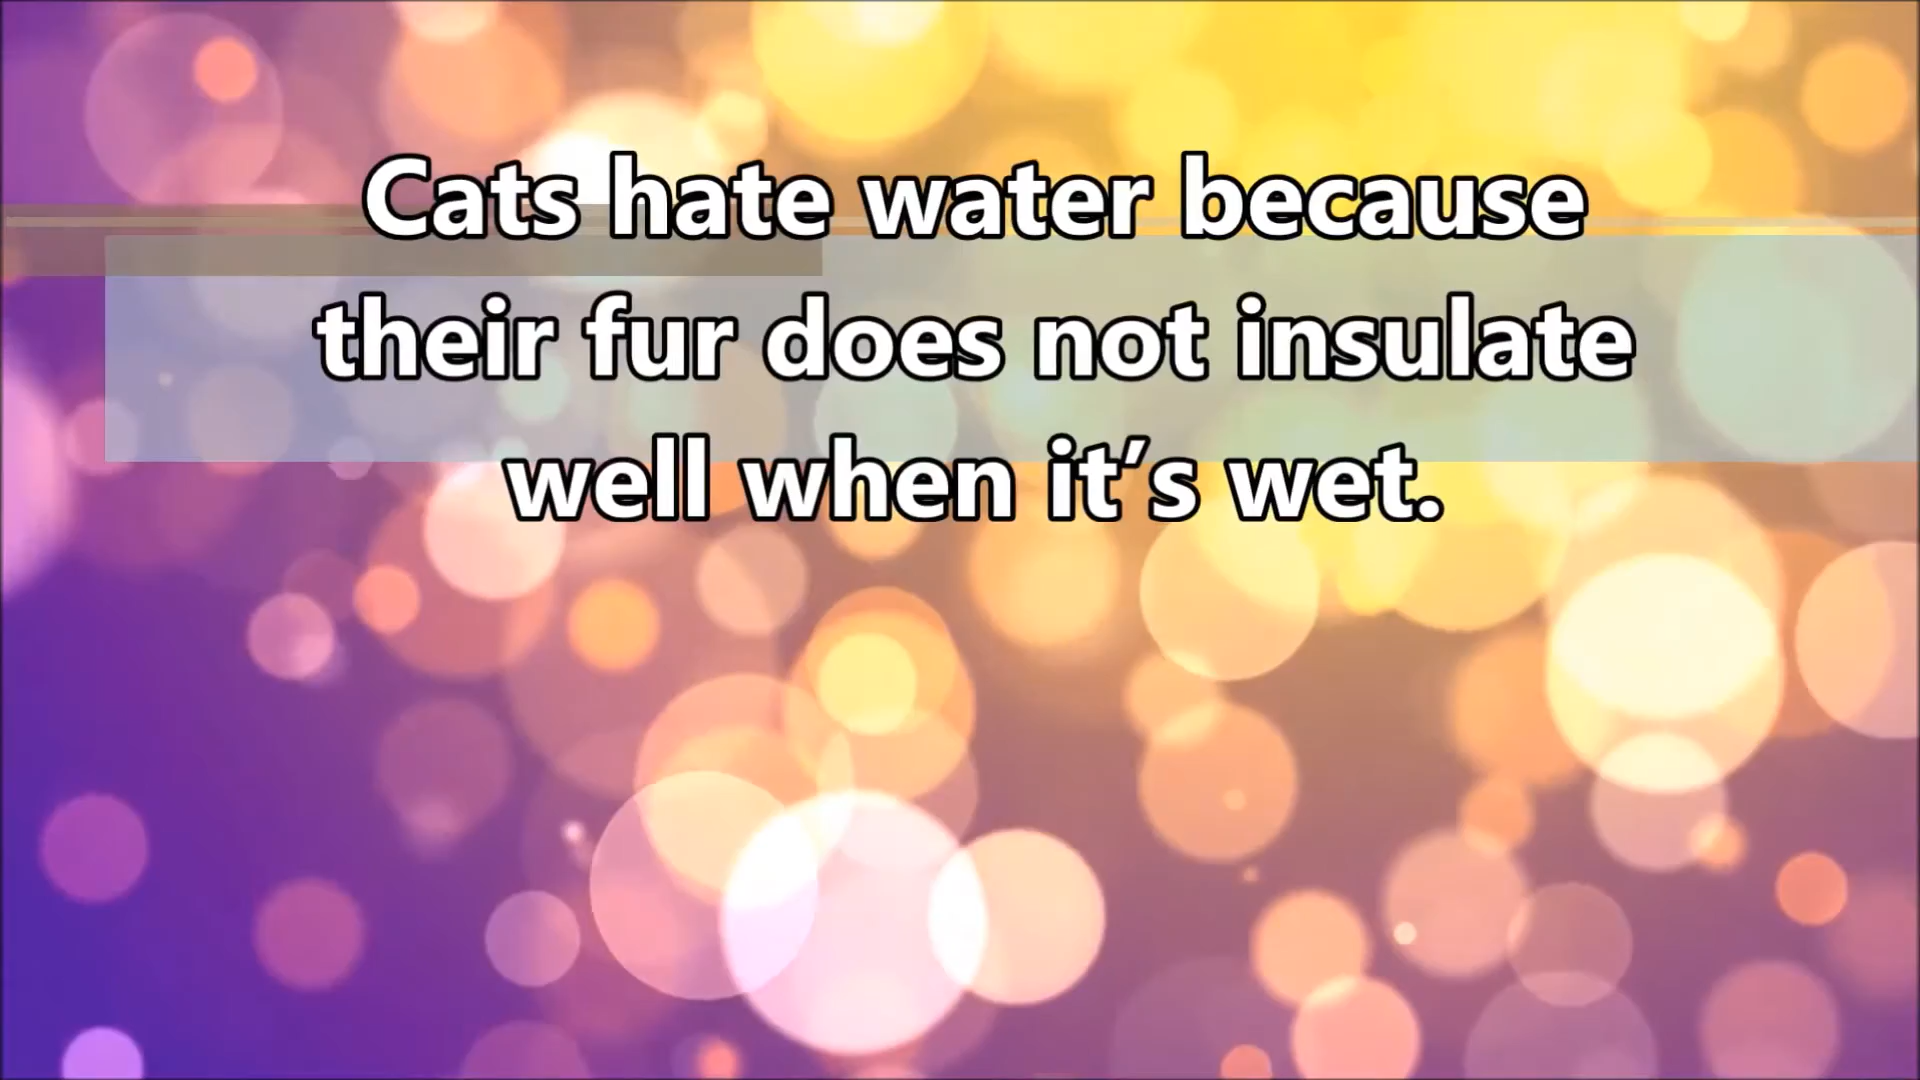 Cats hate water because
their fur does not insulate
well when it’s wet.